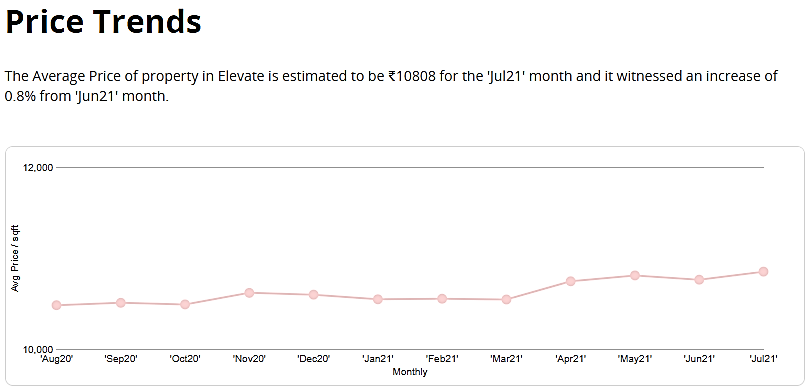 Price Trends
The Average Price of property in Elevate is estimated to be ₹10808 for the 'Jul21' month and it witnessed an increase of
0.8% from 'Jun21' month.
12,000
Avg Price / sqft
10,000
'Aug20' 'Sep20' 'Oct20' 'Nov20' 'Dec20' 'Jan21' 'Feb21' 'Mar21' 'Apr21' 'May21' 'Jun21' 'Jul21'
Monthly